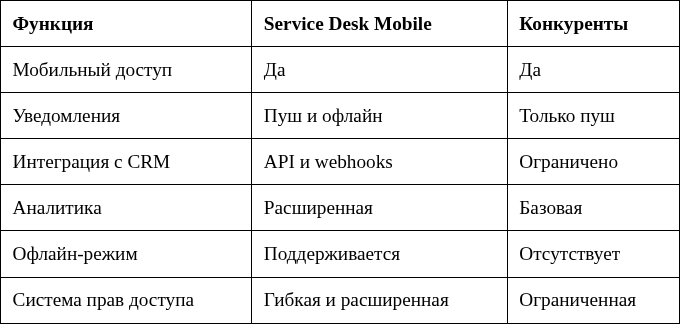 Функция Service Desk Mobile Конкуренты
Мобильный доступ Да Да
Уведомления Пуш и офлайн Только пуш
Интеграция с CRM API и webhooks Ограничено
Аналитика Расширенная Базовая
Офлайн-режим Поддерживается Отсутствует
Система прав доступа Гибкая и расширенная Ограниченная